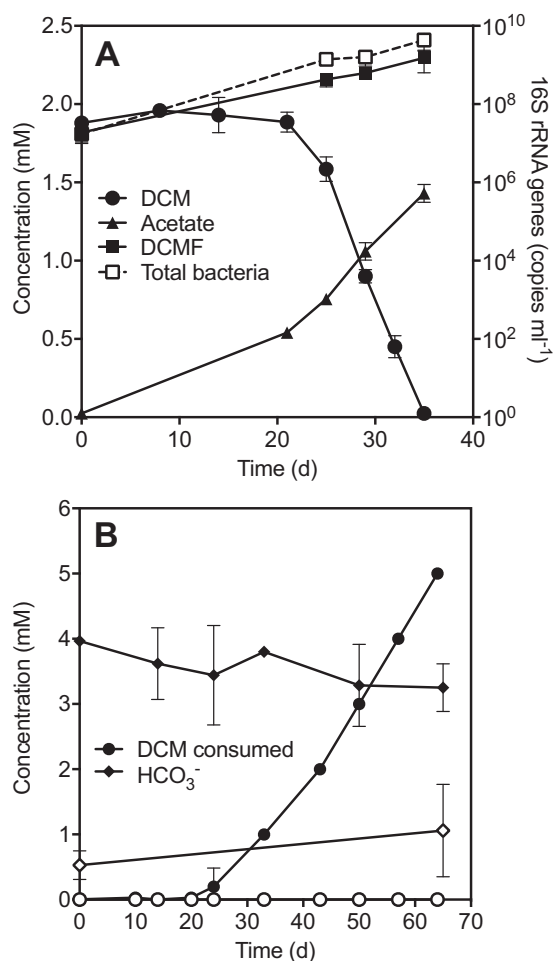 A
2.5
2.0
1.5
1.0
0.5
0.0
Concentration (mM)
10^10
10^8
10^6
10^4
10^2
10^0
16S rRNA genes (copies ml^-1)
DCM
Acetate
DCMF
Total bacteria
0 10 20 30 40
Time (d)
B
6
5
4
3
2
1
0
Concentration (mM)
DCM consumed
HCO₃⁻
0 10 20 30 40 50 60 70
Time (d)